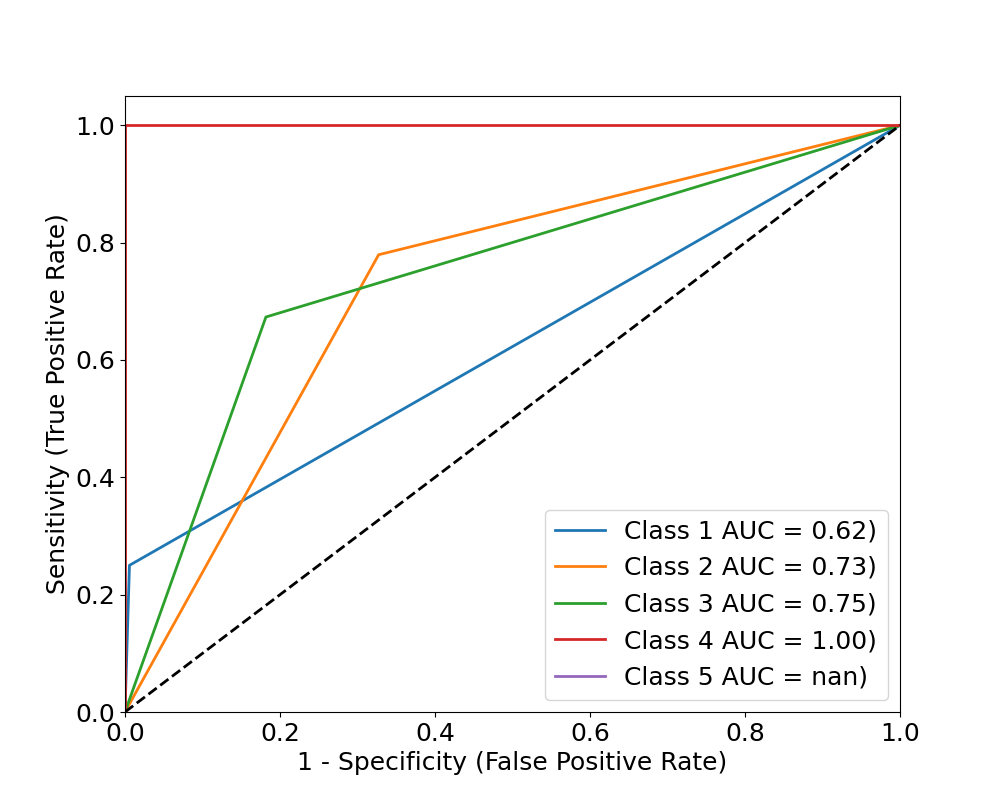 1.0
0.8
0.6
0.4
0.2
0.0
Sensitivity (True Positive Rate)
Class 1 AUC = 0.62)
Class 2 AUC = 0.73)
Class 3 AUC = 0.75)
Class 4 AUC = 1.00)
Class 5 AUC = nan)
0.0 0.2 0.4 0.6 0.8 1.0
1 - Specificity (False Positive Rate)